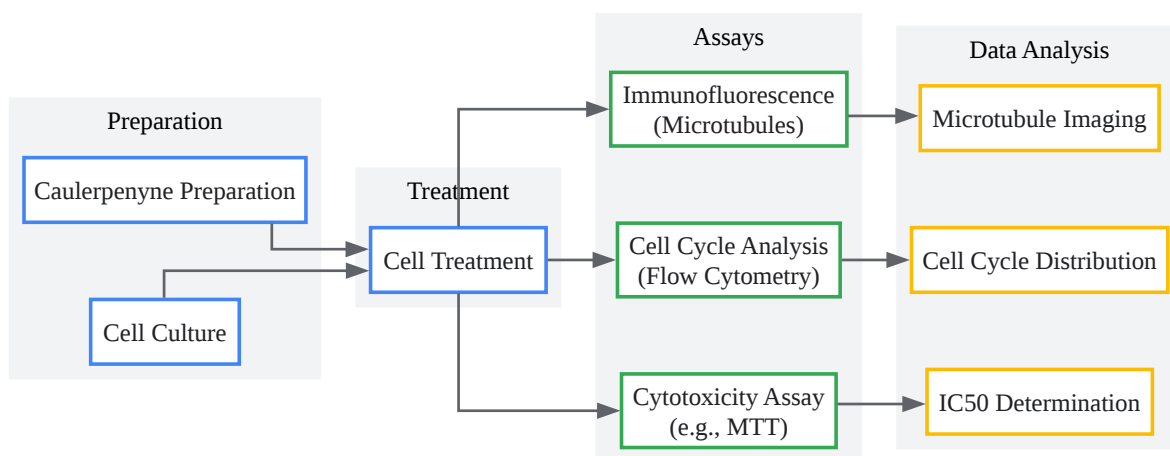 Preparation
Caulerpenyne Preparation
Cell Culture
Treatment
Cell Treatment
Assays
Immunofluorescence
(Microtubules)
Cell Cycle Analysis
(Flow Cytometry)
Cytotoxicity Assay
(e.g., MTT)
Data Analysis
Microtubule Imaging
Cell Cycle Distribution
IC50 Determination